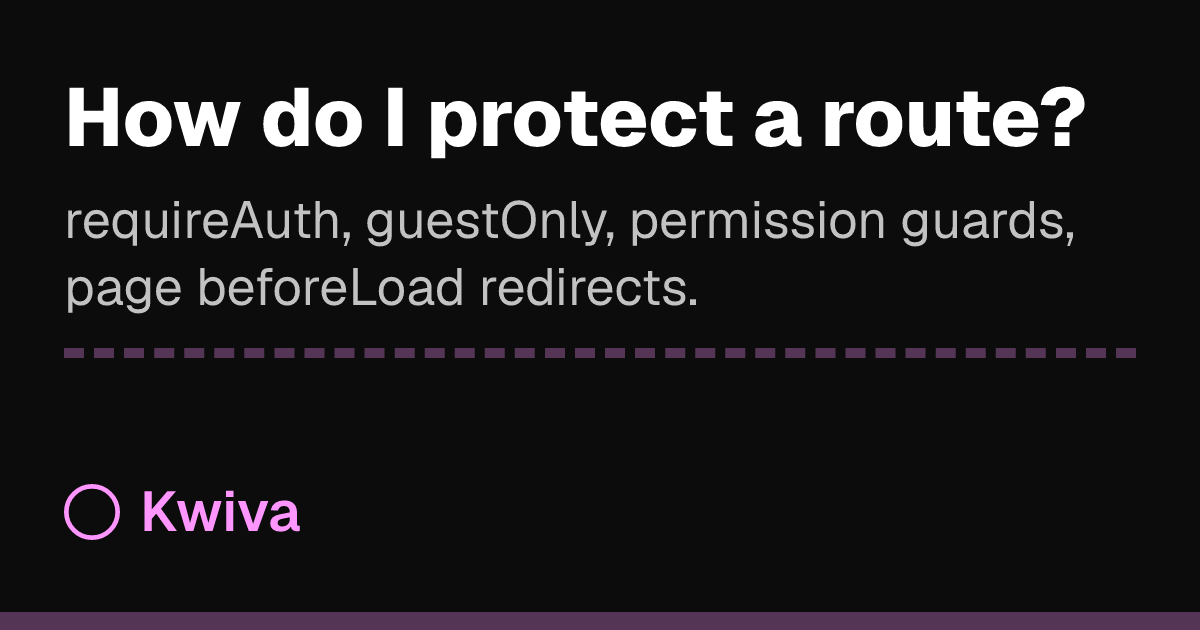 How do I protect a route?
requireAuth, guestOnly, permission guards,
page beforeLoad redirects.
Kwiva